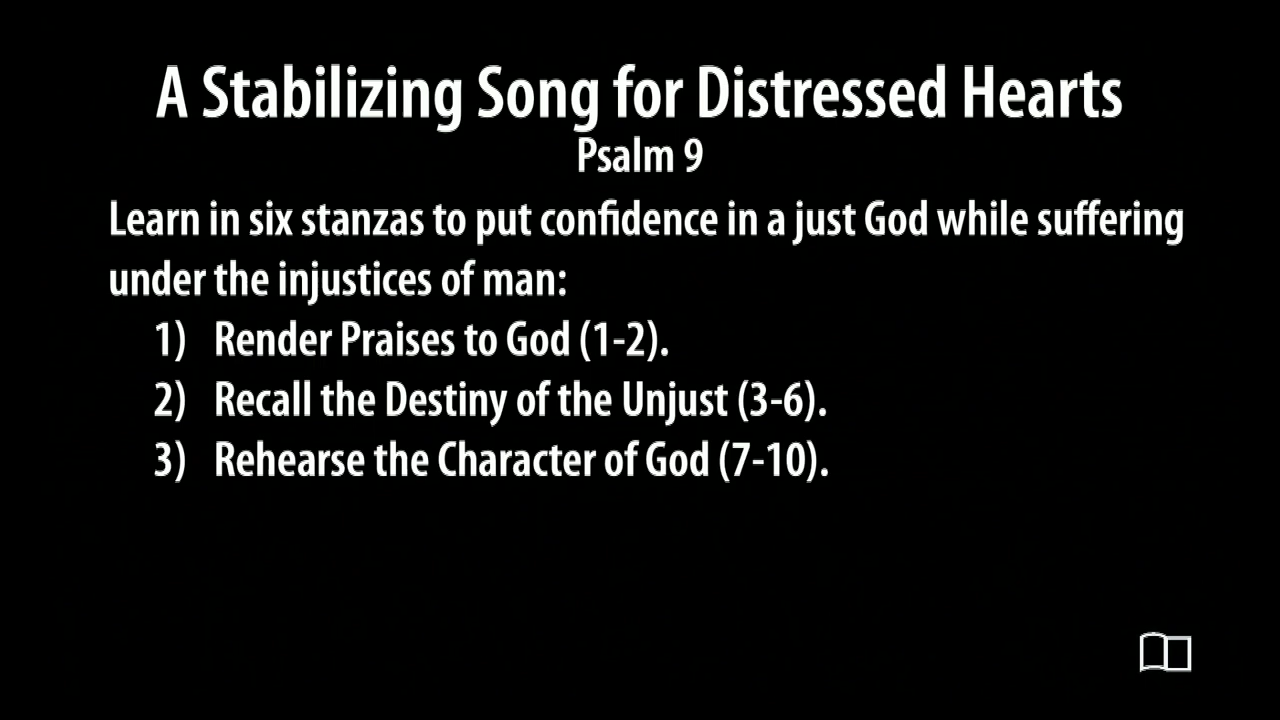 A Stabilizing Song for Distressed Hearts
Psalm 9
Learn in six stanzas to put confidence in a just God while suffering
under the injustices of man:
1) Render Praises to God (1-2).
2) Recall the Destiny of the Unjust (3-6).
3) Rehearse the Character of God (7-10).